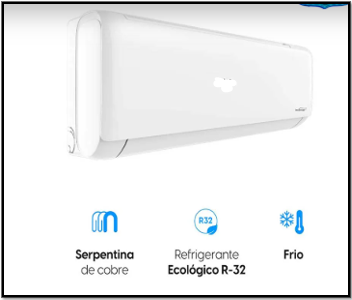 R32
Serpentina
de cobre
Refrigerante
Ecológico R-32
Frio